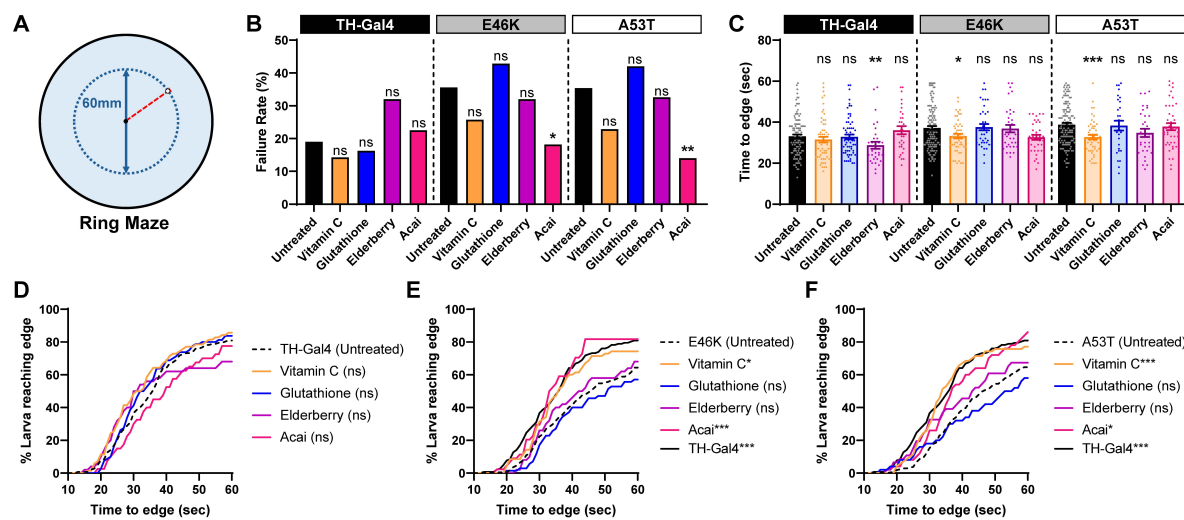 A
60mm
Ring Maze
B
TH-Gal4
E46K
A53T
Failure Rate (%)
50
40
30
20
10
0
ns
ns
ns
ns
ns
ns
ns
*
ns
ns
ns
**
Untreated
Vitamin C
Glutathione
Elderberry
Acai
Untreated
Vitamin C
Glutathione
Elderberry
Acai
Untreated
Vitamin C
Glutathione
Elderberry
Acai
C
TH-Gal4
E46K
A53T
Time to edge (sec)
80
60
40
20
0
ns
ns
**
ns
*
ns
ns
ns
***
ns
ns
ns
Untreated
Vitamin C
Glutathione
Elderberry
Acai
Untreated
Vitamin C
Glutathione
Elderberry
Acai
Untreated
Vitamin C
Glutathione
Elderberry
Acai
D
% Larva reaching edge
100
80
60
40
20
0
10
20
30
40
50
60
Time to edge (sec)
TH-Gal4 (Untreated)
Vitamin C (ns)
Glutathione (ns)
Elderberry (ns)
Acai (ns)
E
% Larva reaching edge
100
80
60
40
20
0
10
20
30
40
50
60
Time to edge (sec)
E46K (Untreated)
Vitamin C*
Glutathione (ns)
Elderberry (ns)
Acai***
TH-Gal4***
F
% Larva reaching edge
100
80
60
40
20
0
10
20
30
40
50
60
Time to edge (sec)
A53T (Untreated)
Vitamin C***
Glutathione (ns)
Elderberry (ns)
Acai*
TH-Gal4***